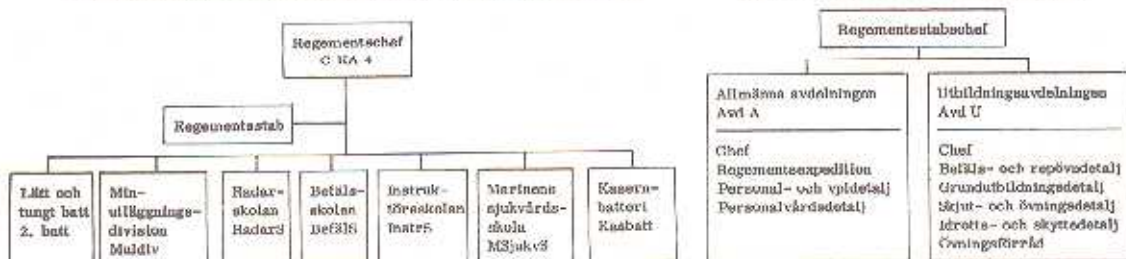 Regementschef
C KA 4
Regementsstab
Lätt och
tungt batt
2. batt
Min-
utläggnings-
division
Muldiv
Radar-
skolan
RadarS
Befäls-
skolan
BefälS
Instruk-
törsskolan
InstrS
Marinens
sjukvårds-
skola
MSjukvS
Kasern-
batteri
Kasbatt
Regementsstabschef
Allmänna avdelningen
Avd A
Chef
Regementsexpedition
Personal- och vpldetalj
Personalvårdsdetalj
Utbildningsavdelningen
Avd U
Chef
Befäls- och repövndetalj
Grundutbildningsdetalj
Skjut- och övningsdetalj
Idrotts- och skyttedetalj
Övningsförråd